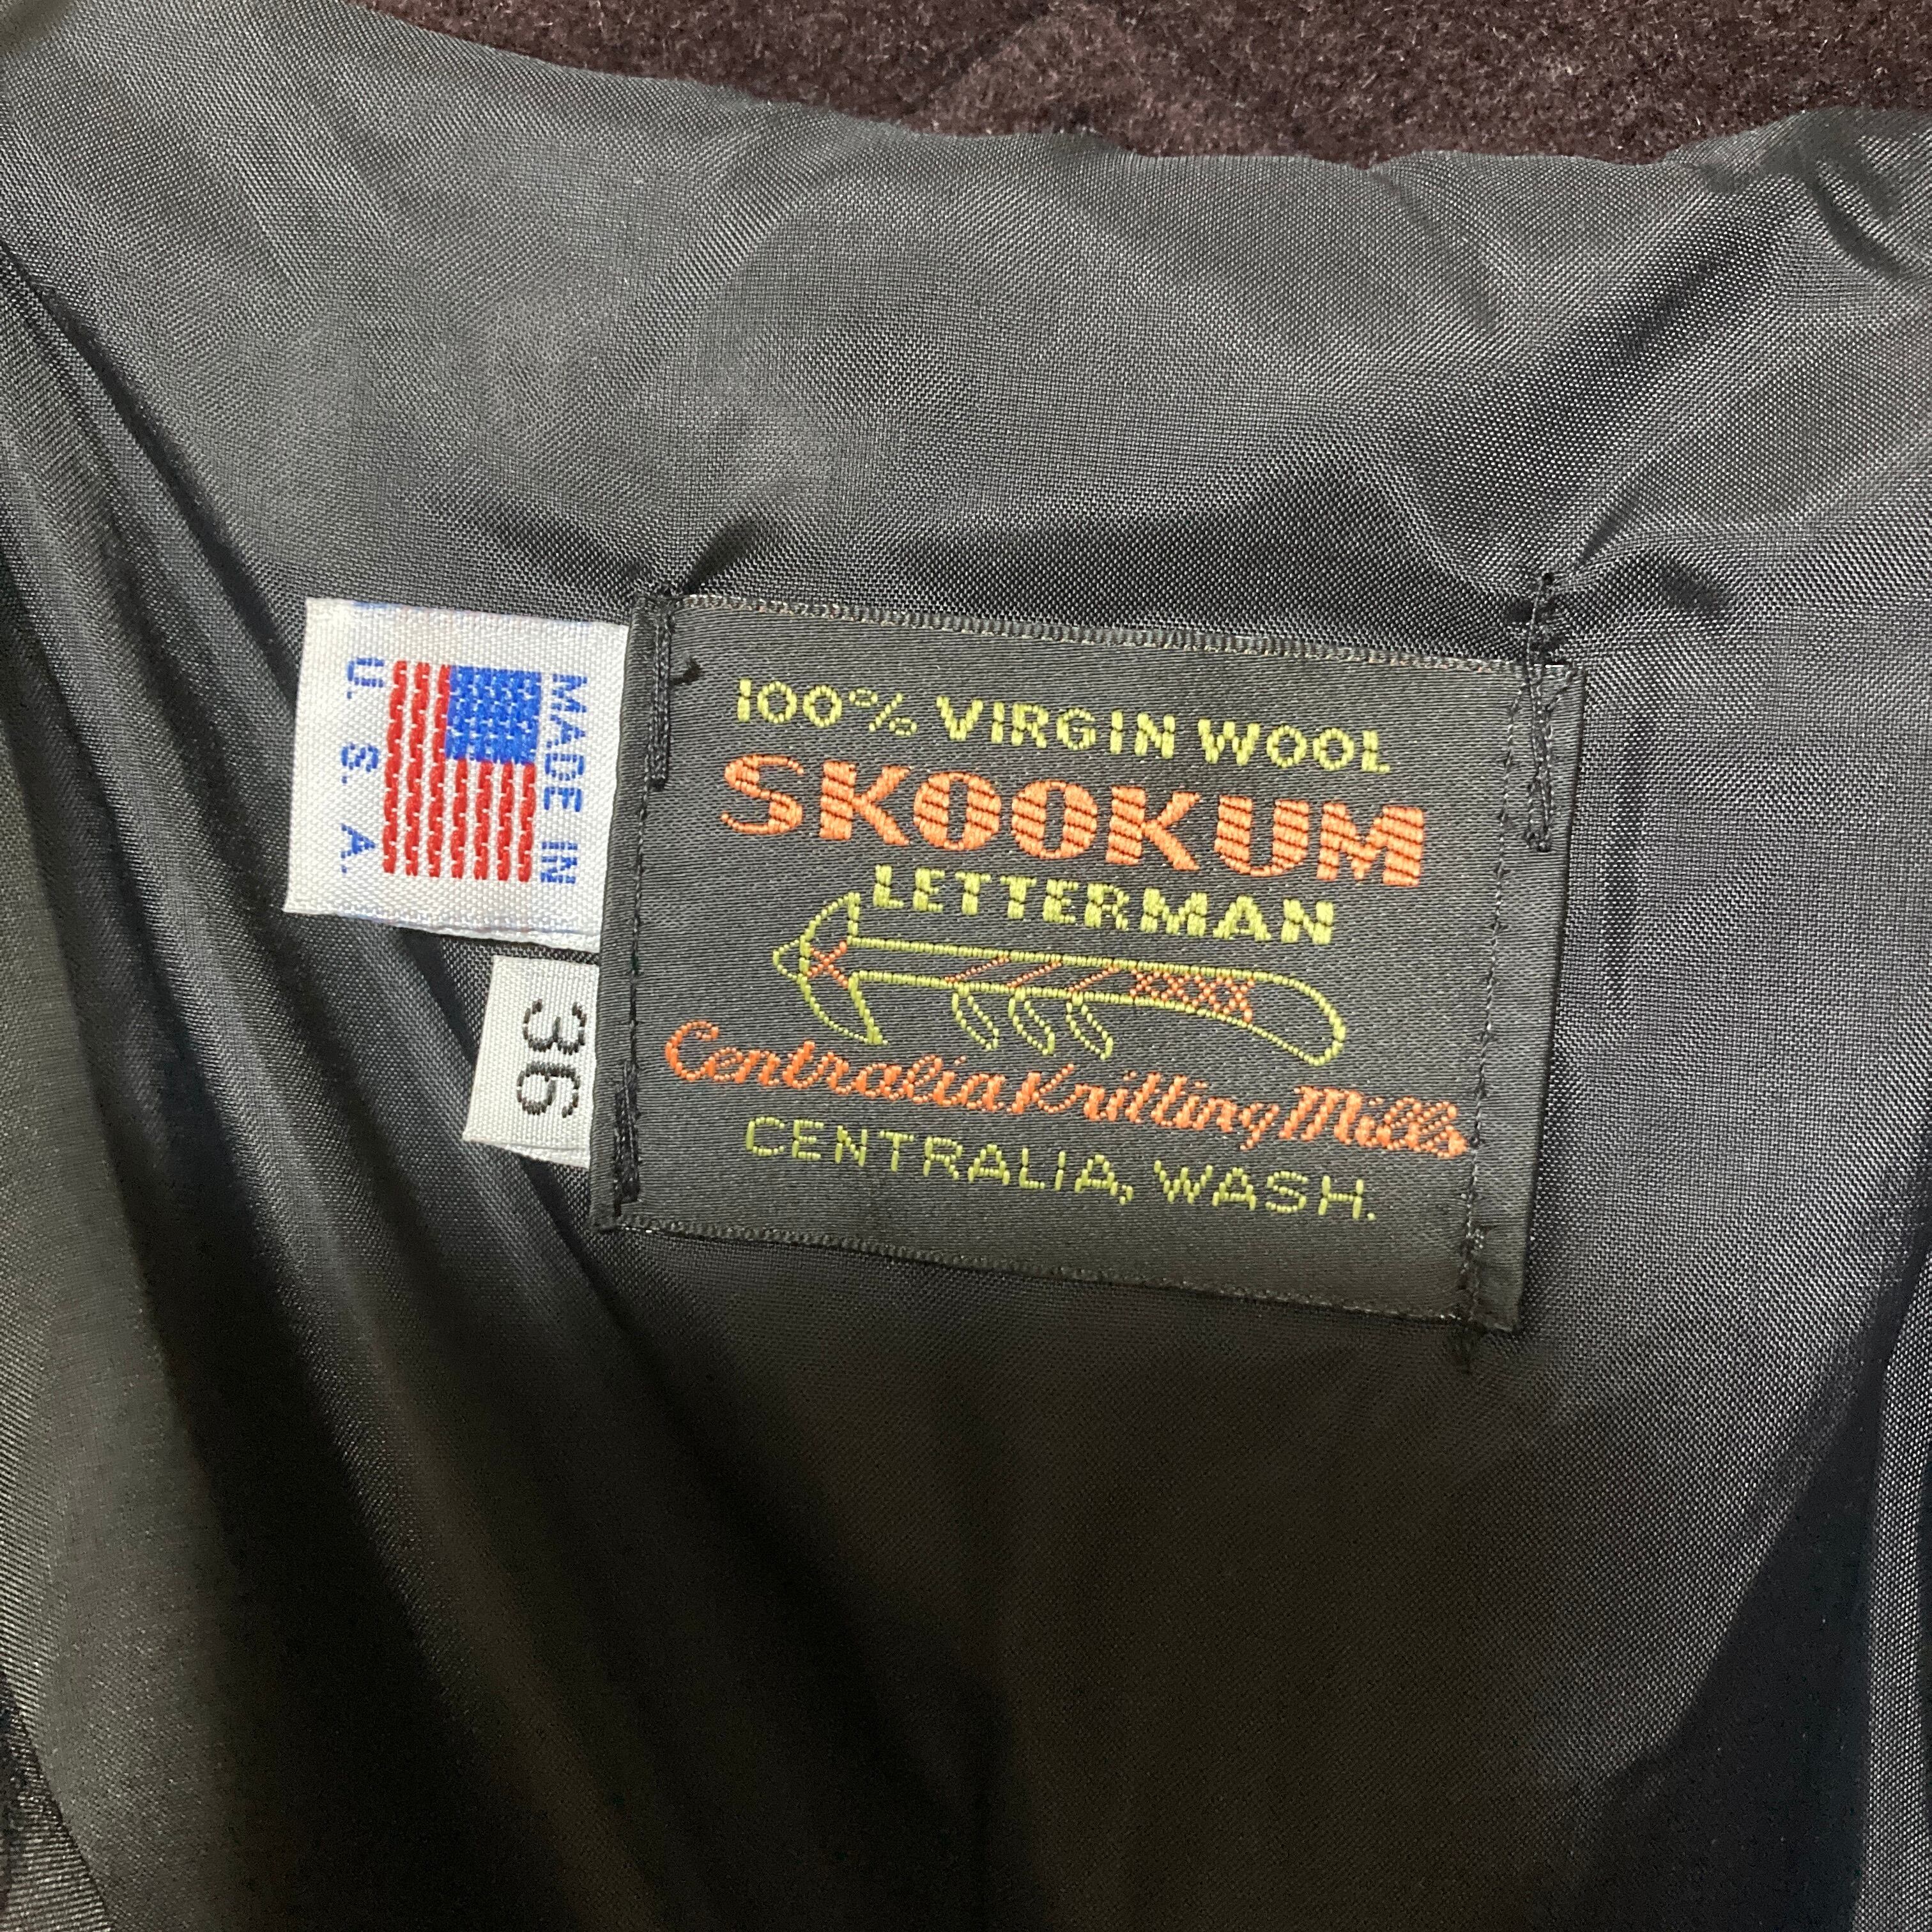 MADE IN
U. S. A.
36
100% VIRGIN WOOL
SKOOKUM
LETTERMAN
Centralia Knitting Mills
CENTRALIA, WASH.